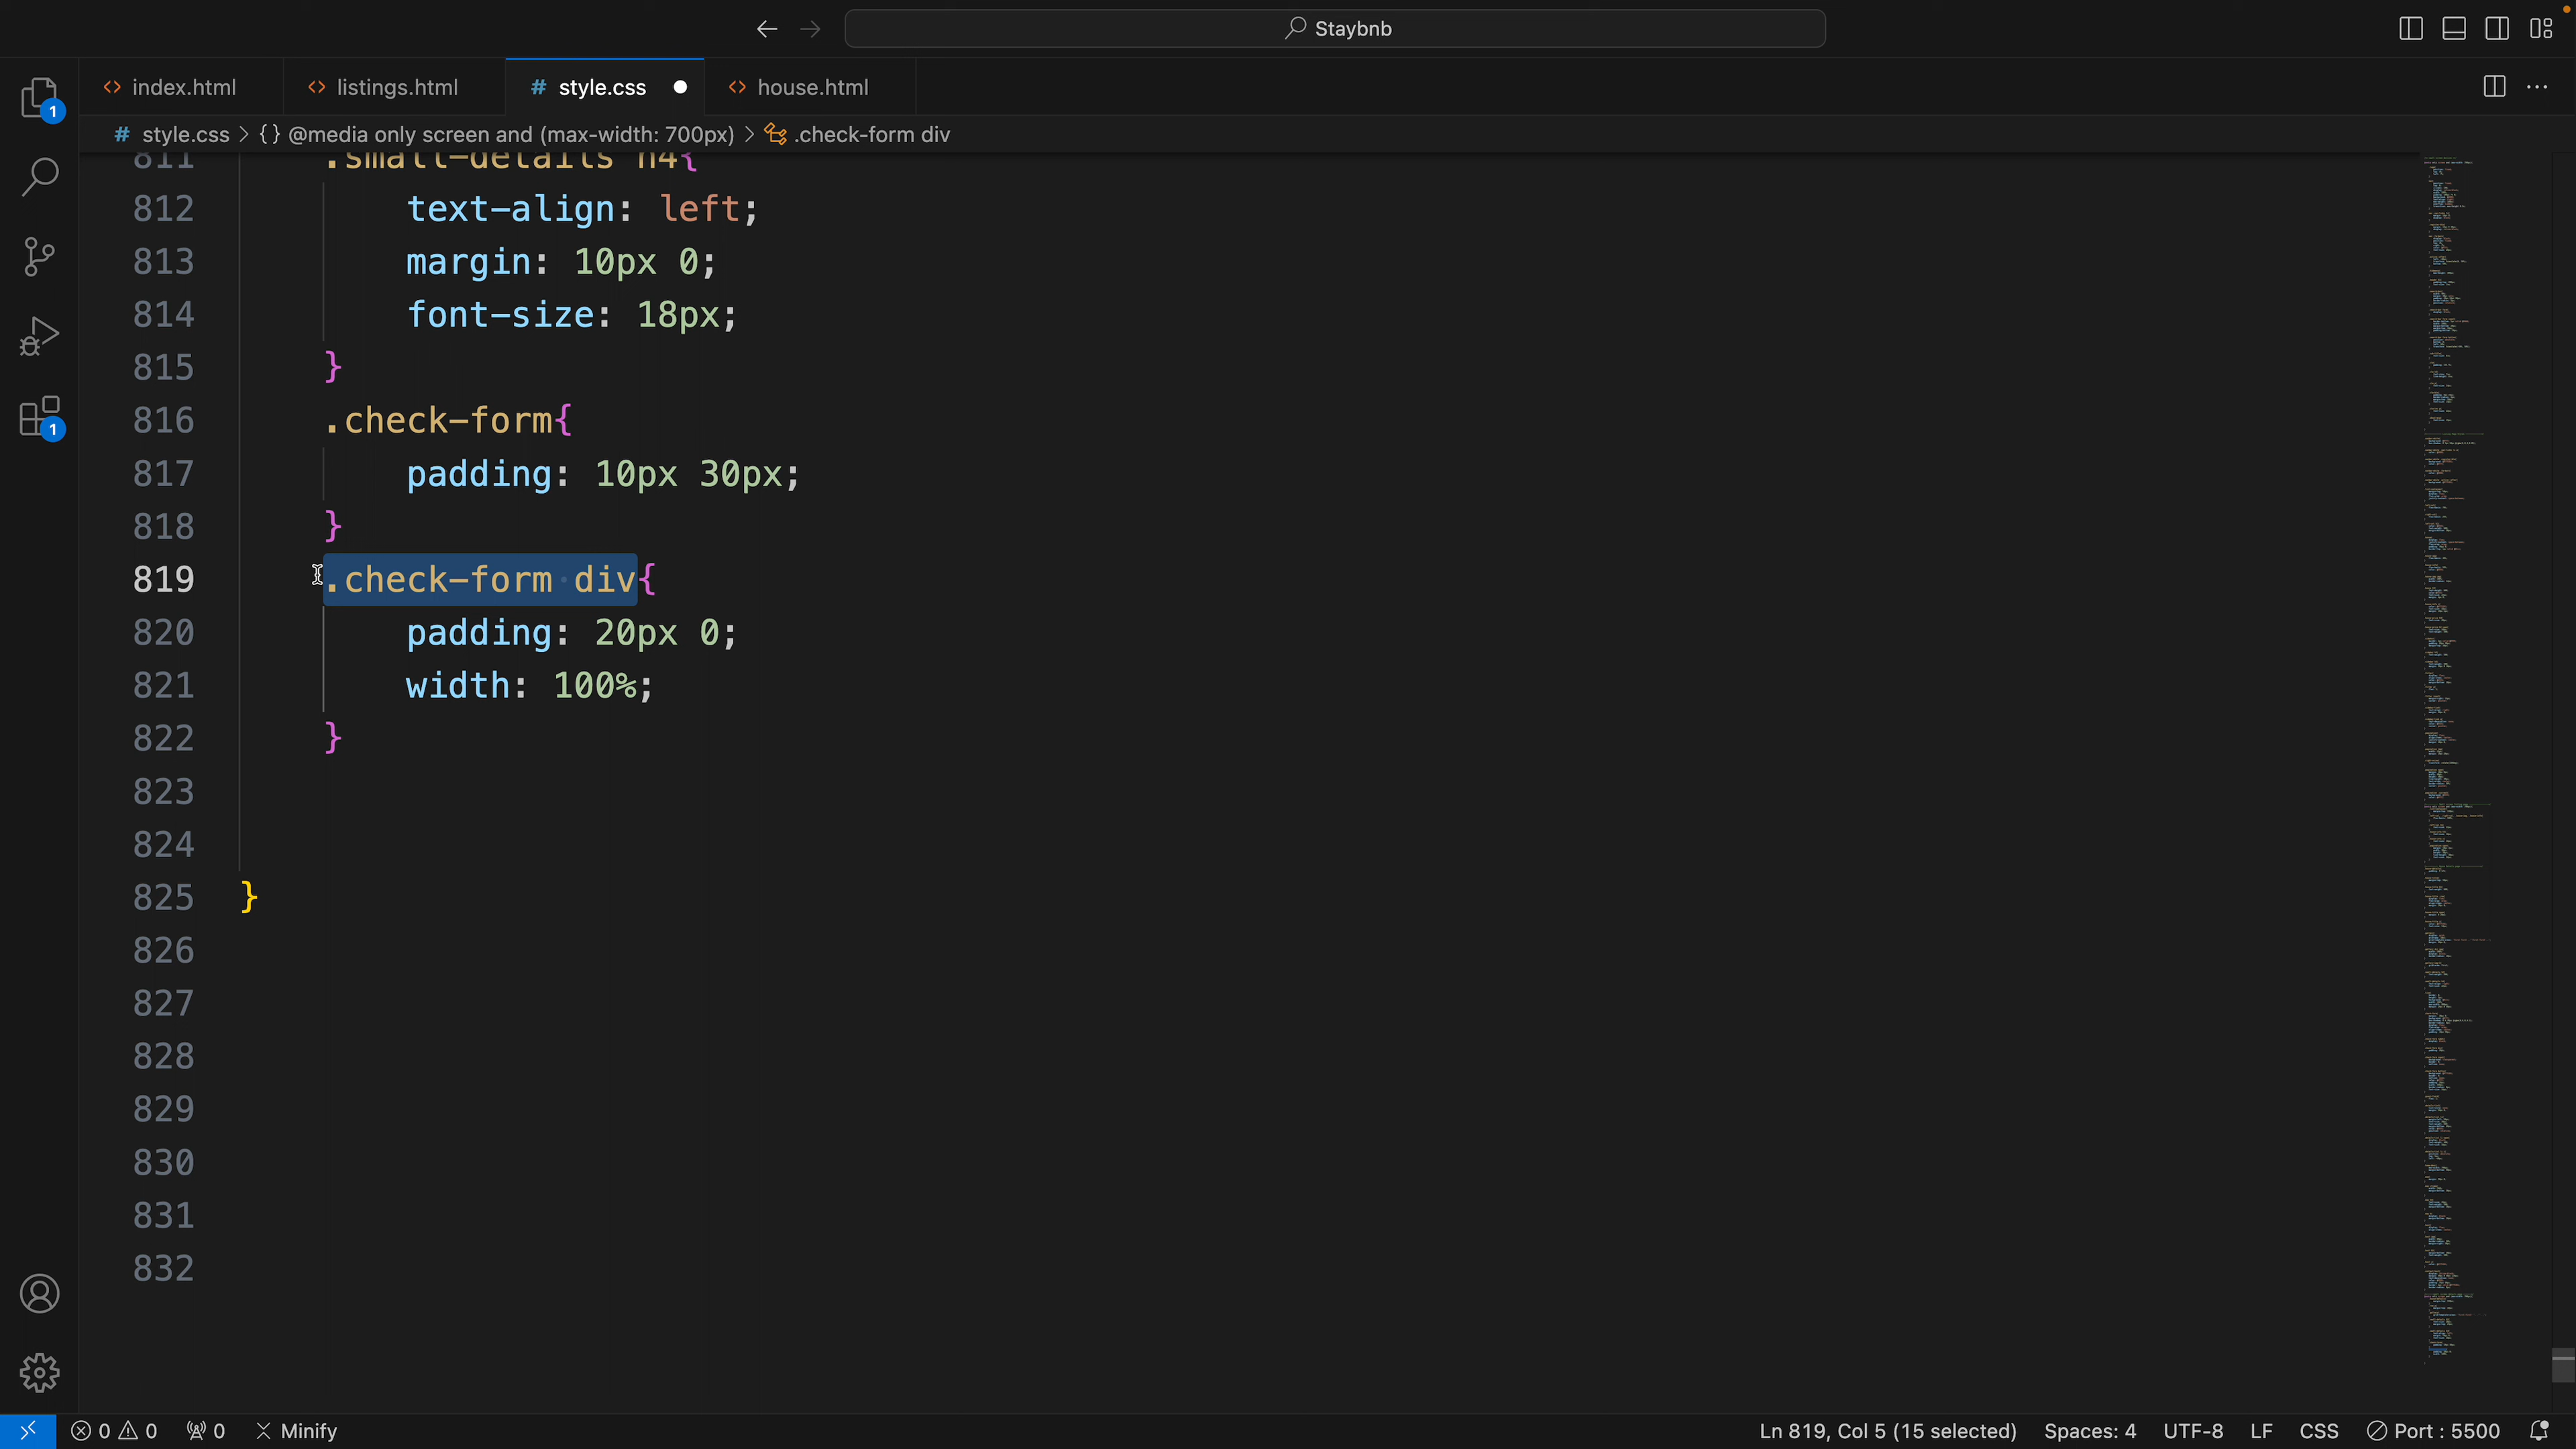 Staybnb
index.html
listings.html
# style.css
house.html
# style.css > {} @media only screen and (max-width: 700px) > .check-form div
811 .small-details h4{
812 text-align: left;
813 margin: 10px 0;
814 font-size: 18px;
815 }
816 .check-form{
817 padding: 10px 30px;
818 }
819 .check-form div{
820 padding: 20px 0;
821 width: 100%;
822 }
823
824
825 }
826
827
828
829
830
831
832
1
1
0 0 0 Minify
Ln 819, Col 5 (15 selected) Spaces: 4 UTF-8 LF CSS Port : 5500